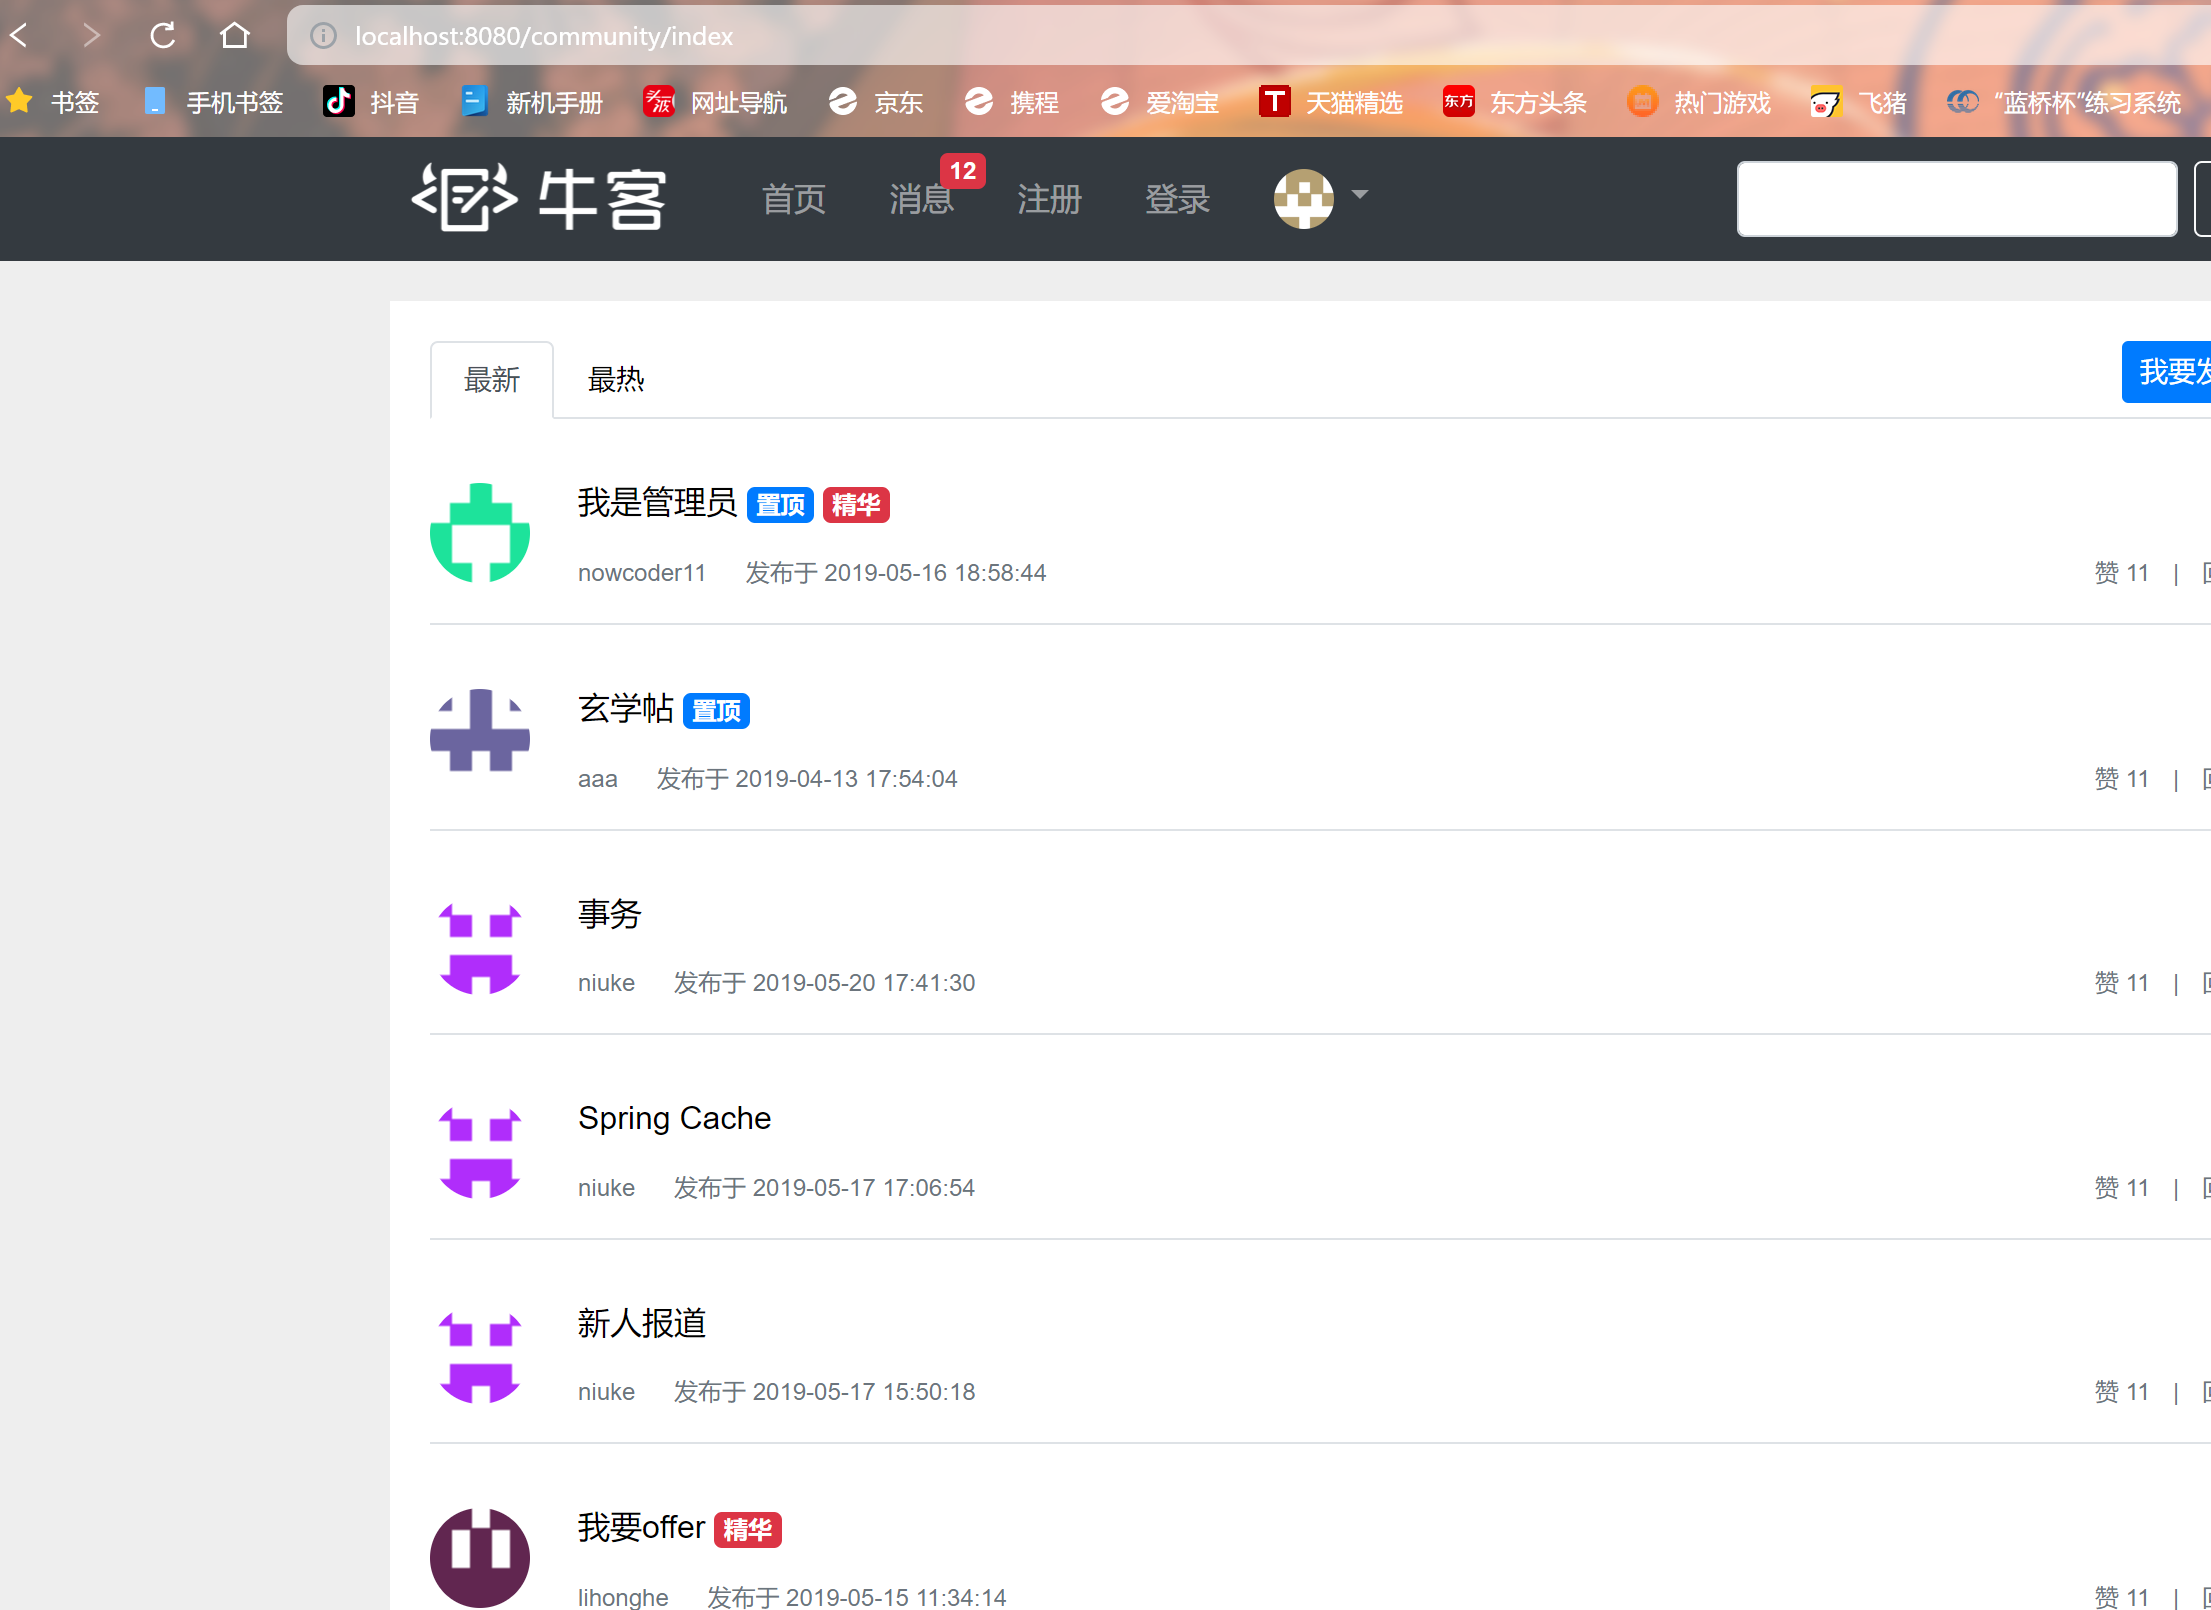 localhost:8080/community/index
书签 手机书签 抖音 新机手册 网址导航 京东 携程 爱淘宝 天猫精选 东方头条 热门游戏 飞猪 “蓝桥杯”练习系统
牛客 首页 消息 12 注册 登录
最新 最热 我要发
我是管理员 置顶 精华
nowcoder11 发布于 2019-05-16 18:58:44 赞 11 |
玄学帖 置顶
aaa 发布于 2019-04-13 17:54:04 赞 11 |
事务
niuke 发布于 2019-05-20 17:41:30 赞 11 |
Spring Cache
niuke 发布于 2019-05-17 17:06:54 赞 11 |
新人报道
niuke 发布于 2019-05-17 15:50:18 赞 11 |
我要offer 精华
lihonghe 发布于 2019-05-15 11:34:14 赞 11 |